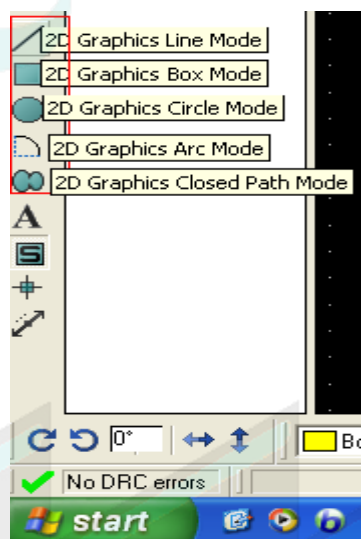 2D Graphics Line Mode
2D Graphics Box Mode
2D Graphics Circle Mode
2D Graphics Arc Mode
2D Graphics Closed Path Mode
A
S
0°
No DRC errors
start